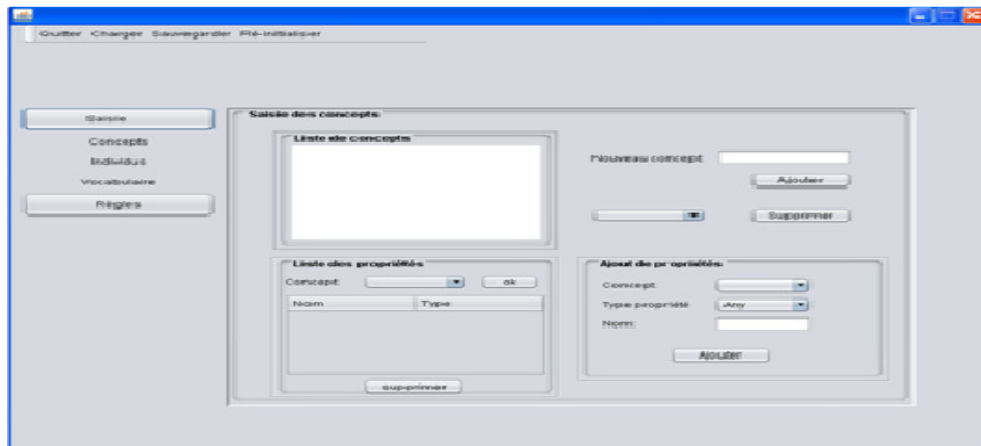 Quitter Charger Sauvegarder Ré-initialiser
Saisie
Concepts
Individus
Vocabulaire
Règles
Saisie des concepts
Liste de concepts
Nouveau concept
Ajouter
Supprimer
Liste des propriétés
Concept ok
Nom Type
supprimer
Ajout de propriétés
Concept
Type propriété Any
Nom:
Ajouter